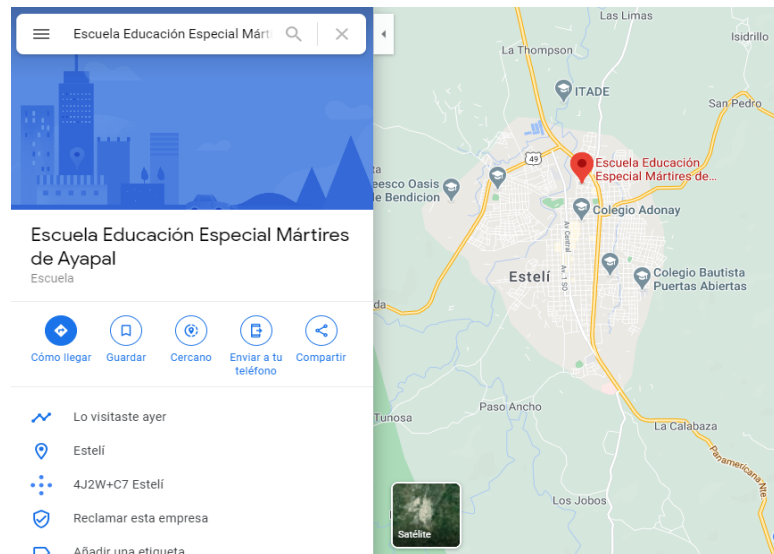 Escuela Educación Especial Márti
Escuela Educación Especial Mártires
de Ayapal
Escuela
Cómo llegar
Guardar
Cercano
Enviar a tu
teléfono
Compartir
Lo visitaste ayer
Estelí
4J2W+C7 Estelí
Reclamar esta empresa
Añadir una etiqueta
Las Limas
Isidrillo
La Thompson
ITADE
San Pedro
49
Escuela Educación
Especial Mártires de...
eesco Oasis
de Bendicion
Colegio Adonay
Av Central
Av. 1 SO
Estelí
Colegio Bautista
Puertas Abiertas
da
Paso Ancho
Tunosa
La Calabaza
Panamericana Nte
Los Jobos
Satélite